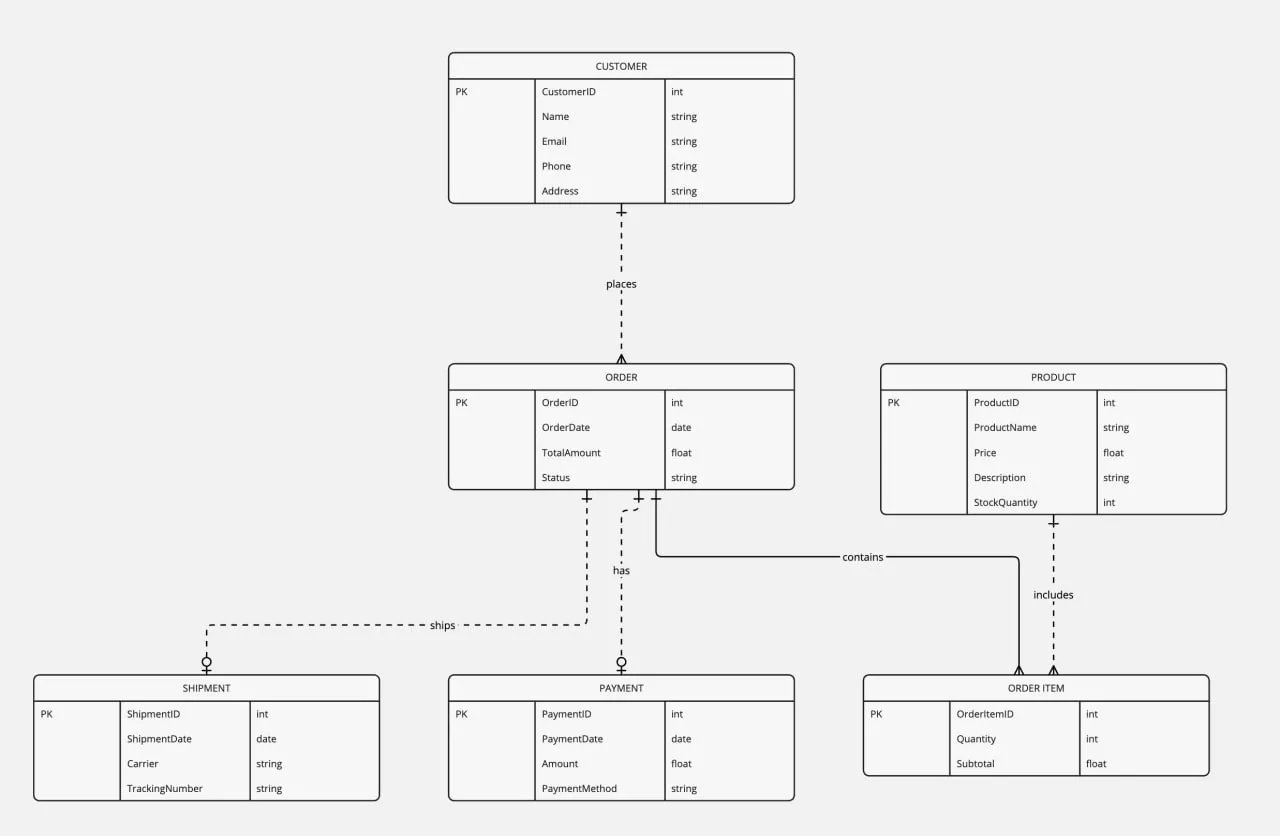 CUSTOMER
PK CustomerID int
Name string
Email string
Phone string
Address string
places
ORDER
PK OrderID int
OrderDate date
TotalAmount float
Status string
PRODUCT
PK ProductID int
ProductName string
Price float
Description string
StockQuantity int
contains
has
includes
ships
SHIPMENT
PK ShipmentID int
ShipmentDate date
Carrier string
TrackingNumber string
PAYMENT
PK PaymentID int
PaymentDate date
Amount float
PaymentMethod string
ORDER ITEM
PK OrderItemID int
Quantity int
Subtotal float